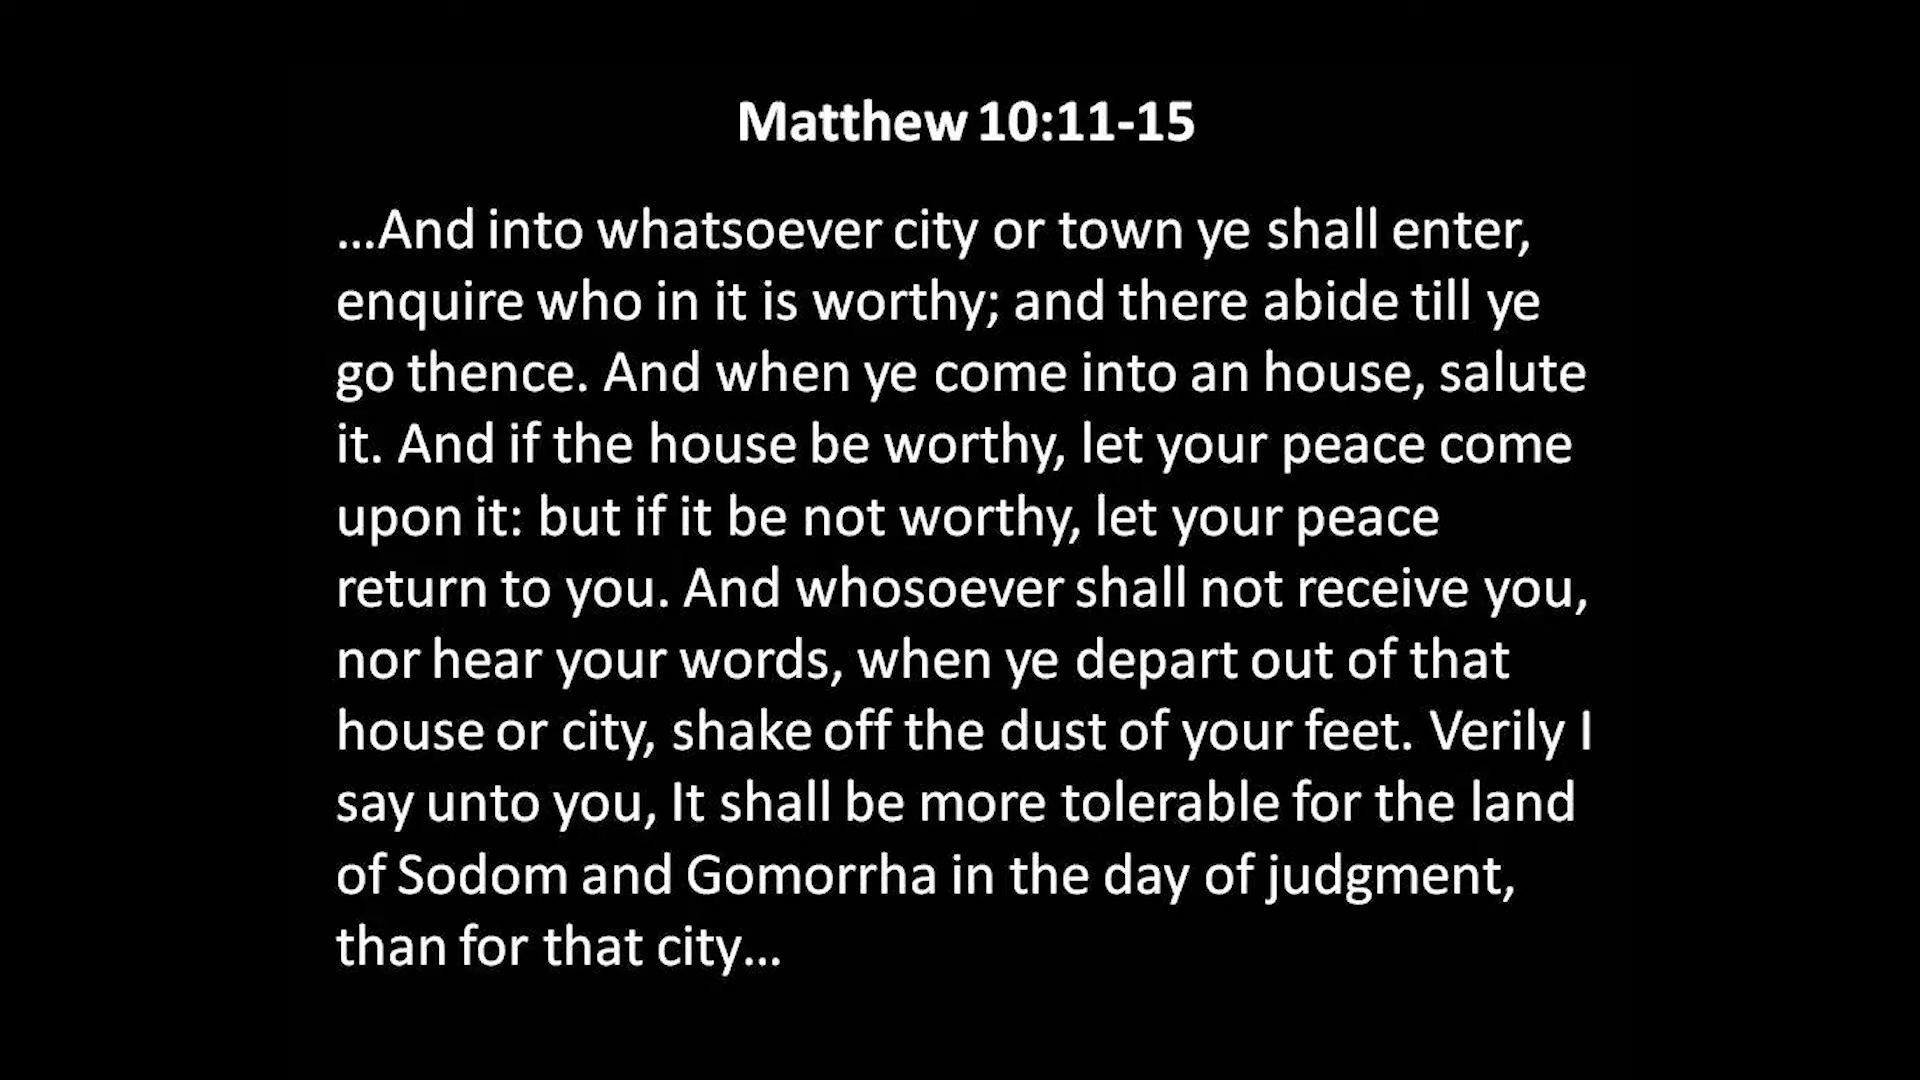 Matthew 10:11-15
...And into whatsoever city or town ye shall enter,
enquire who in it is worthy; and there abide till ye
go thence. And when ye come into an house, salute
it. And if the house be worthy, let your peace come
upon it: but if it be not worthy, let your peace
return to you. And whosoever shall not receive you,
nor hear your words, when ye depart out of that
house or city, shake off the dust of your feet. Verily I
say unto you, It shall be more tolerable for the land
of Sodom and Gomorrha in the day of judgment,
than for that city...